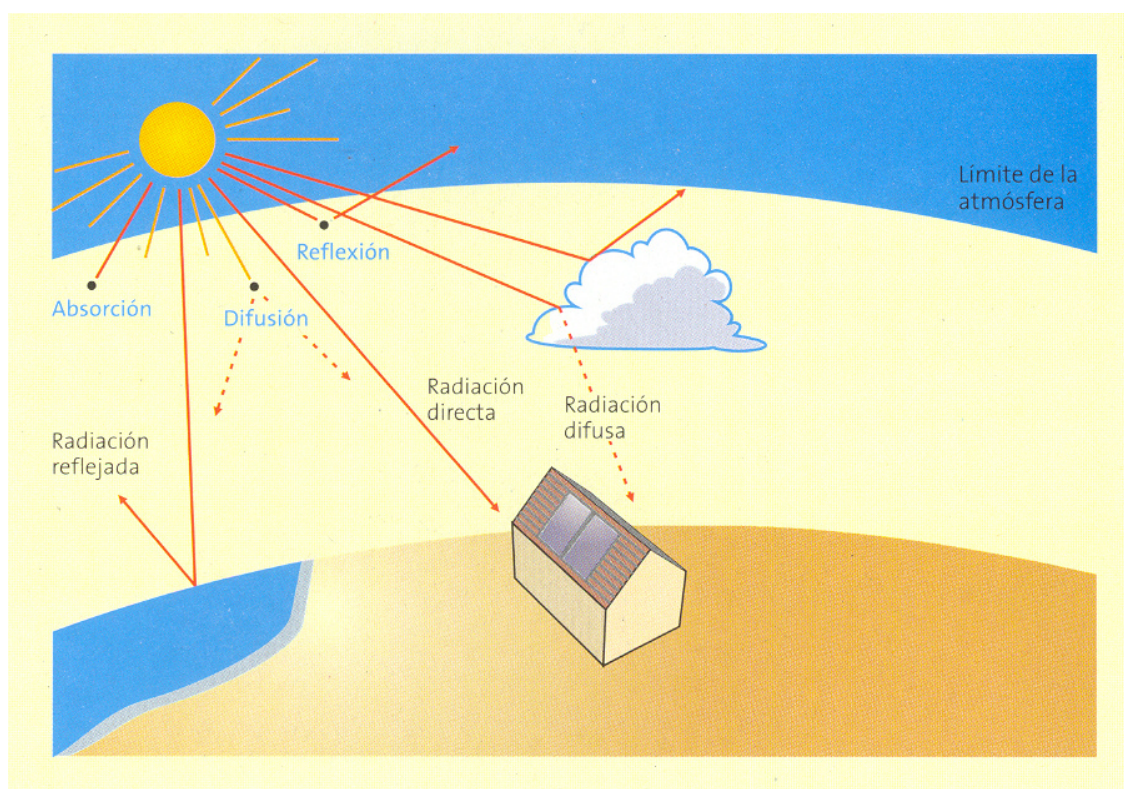 Límite de la
atmósfera
Reflexión
Absorción
Difusión
Radiación
directa
Radiación
difusa
Radiación
reflejada